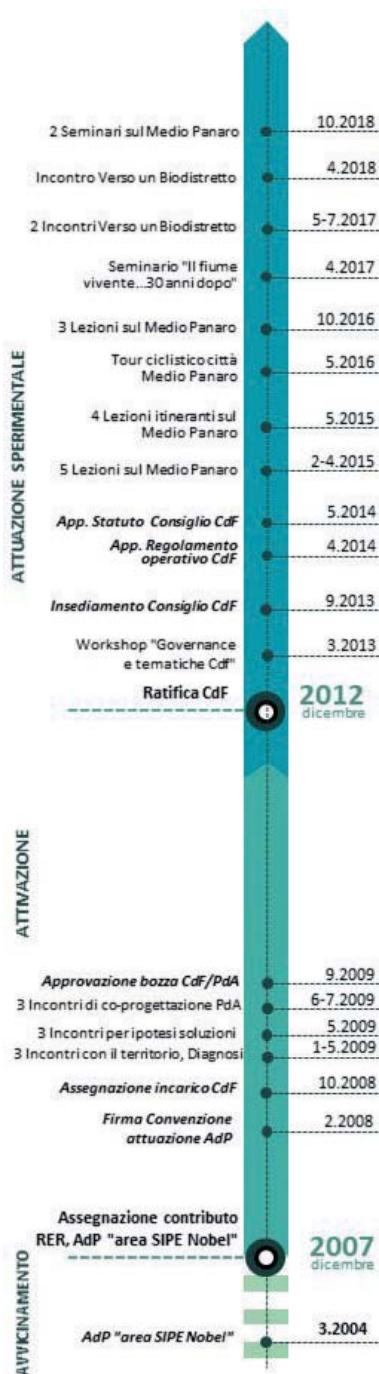 2 Seminari sul Medio Panaro 10.2018
Incontro Verso un Biodistretto 4.2018
2 Incontri Verso un Biodistretto 5-7.2017
Seminario "Il fiume
vivente...30 anni dopo" 4.2017
3 Lezioni sul Medio Panaro 10.2016
Tour ciclistico città
Medio Panaro 5.2016
4 Lezioni itineranti sul
Medio Panaro 5.2015
5 Lezioni sul Medio Panaro 2-4.2015
App. Statuto Consiglio CdF 5.2014
App. Regolamento
operativo CdF 4.2014
Insediamento Consiglio CdF 9.2013
Workshop "Governance
e tematiche Cdf" 3.2013
Ratifica CdF 2012
dicembre
ATTUAZIONE SPERIMENTALE
Approvazione bozza CdF/PdA 9.2009
3 Incontri di co-progettazione PdA 6-7.2009
3 Incontri per ipotesi soluzioni 5.2009
3 Incontri con il territorio, Diagnosi 1-5.2009
Assegnazione incarico CdF 10.2008
Firma Convenzione
attuazione AdP 2.2008
ATTIVAZIONE
Assegnazione contributo
RER, AdP "area SIPE Nobel" 2007
dicembre
AdP "area SIPE Nobel" 3.2004
AVVICINAMENTO